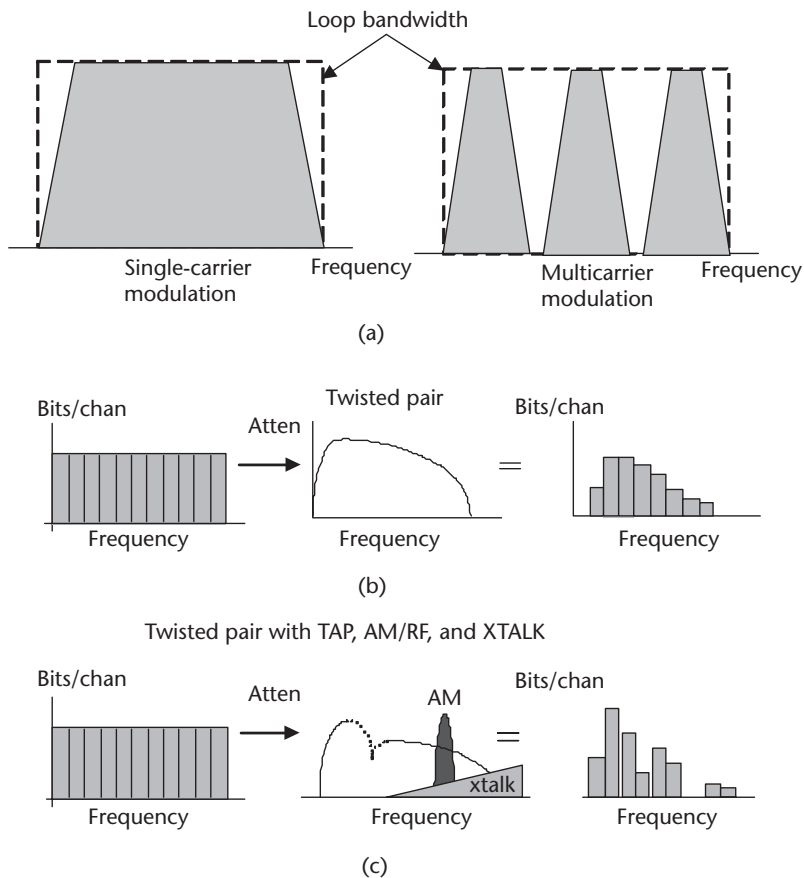 Loop bandwidth
Single-carrier
modulation
Frequency
Multicarrier
modulation
Frequency
(a)
Bits/chan
Atten
Twisted pair
Bits/chan
=
Frequency
Frequency
Frequency
(b)
Twisted pair with TAP, AM/RF, and XTALK
Bits/chan
Atten
AM
Bits/chan
=
xtalk
Frequency
Frequency
Frequency
(c)